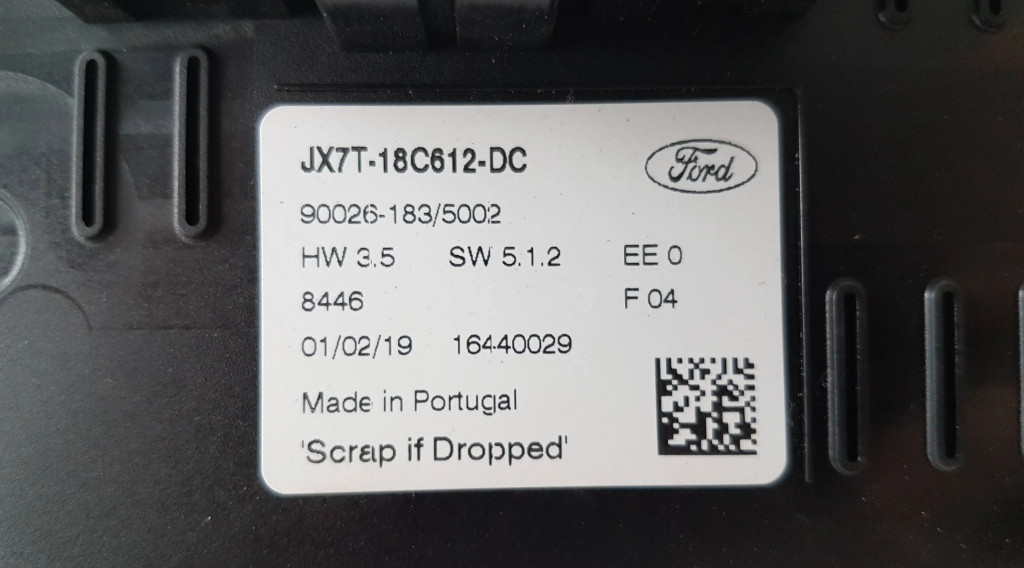 JX7T-18C612-DC
Ford
90026-183/5002
HW 3.5 SW 5.1.2 EE 0
8446 F 04
01/02/19 16440029
Made in Portugal
'Scrap if Dropped'